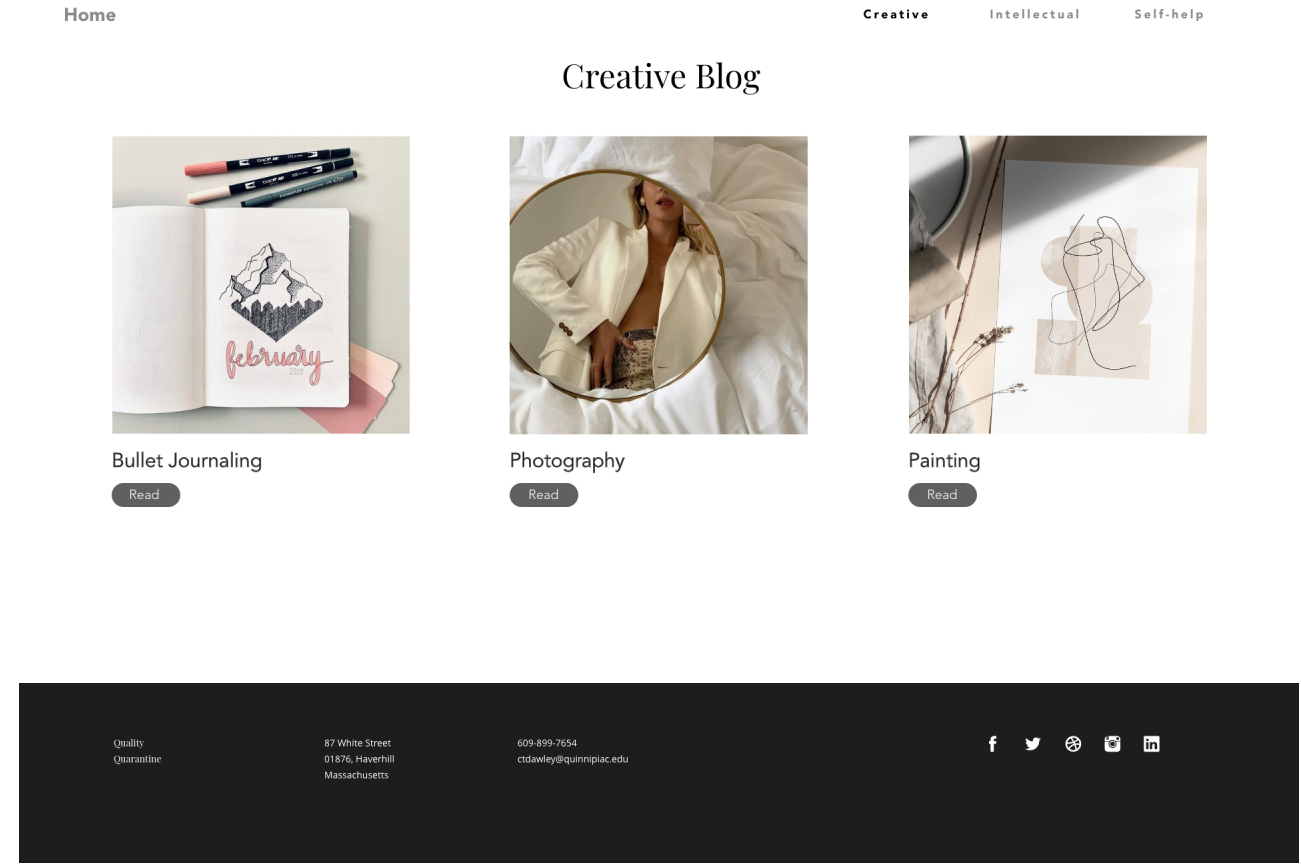 Home
Creative
Intellectual
Self-help
Creative Blog
february
2019
Bullet Journaling
Photography
Painting
Read
Read
Read
Quality
Quarantine
87 White Street
01876, Haverhill
Massachusetts
609-899-7654
ctdawley@quinnipiac.edu